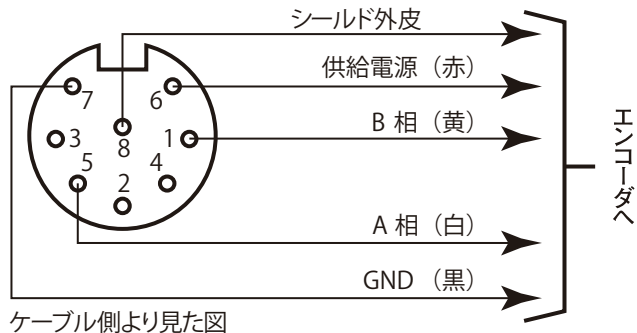 シールド外皮
供給電源（赤）
7
6
B 相（黄）
3
8
1
5
2
4
エンコーダへ
A 相（白）
GND （黒）
ケーブル側より見た図